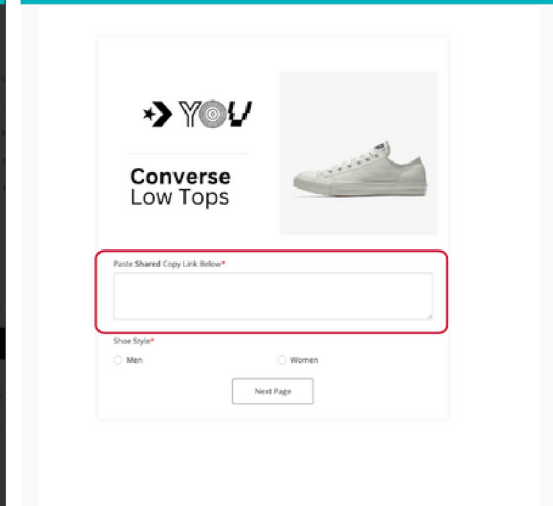 YOU
Converse
Low Tops
Paste Shared Copy Link Below*
Shoe Style*
Men
Women
Next Page